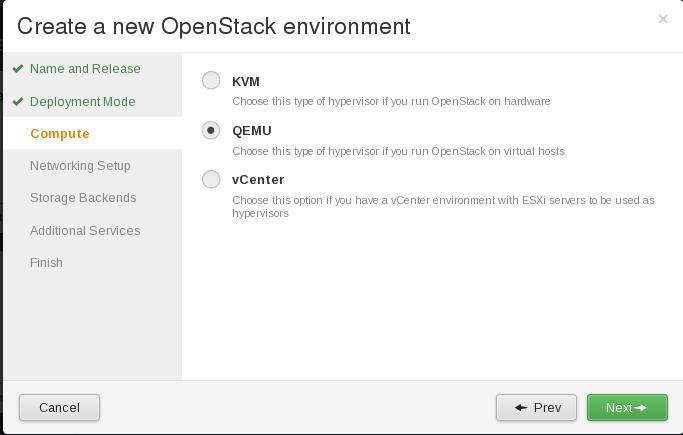 Create a new OpenStack environment
×
Name and Release
Deployment Mode
Compute
Networking Setup
Storage Backends
Additional Services
Finish
KVM
Choose this type of hypervisor if you run OpenStack on hardware
QEMU
Choose this type of hypervisor if you run OpenStack on virtual hosts
vCenter
Choose this option if you have a vCenter environment with ESXi servers to be used as
hypervisors
Cancel
Prev
Next